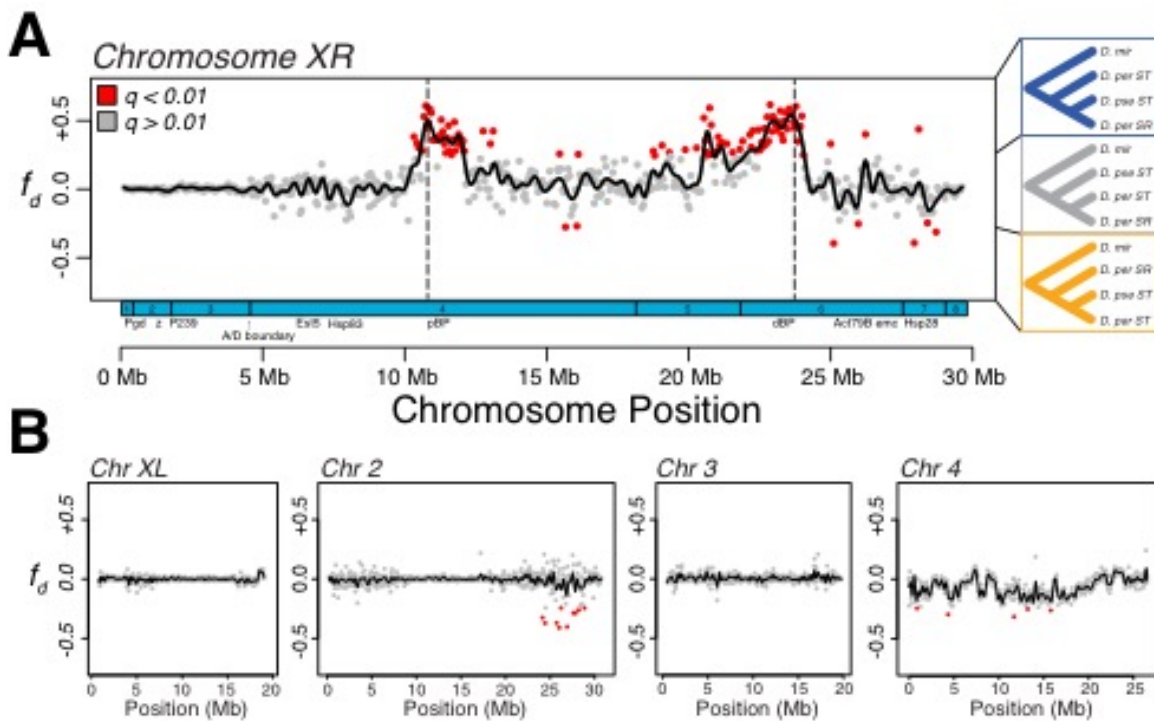 A
Chromosome XR
q < 0.01
q > 0.01
+0.5
0.0
-0.5
f_d
D. mir
D. per ST
D. pse ST
D. per SR
D. mir
D. pse ST
D. per ST
D. per SR
D. mir
D. per SR
D. pse ST
D. per ST
1 2 3 4 5 6 7 8
Pgd z P239 Est5 Hsp83 pBP dBP Acf79B emc Hsp28
A/D boundary
0 Mb 5 Mb 10 Mb 15 Mb 20 Mb 25 Mb 30 Mb
Chromosome Position
B
Chr XL Chr 2 Chr 3 Chr 4
+0.5 +0.5 +0.5 +0.5
f_d 0.0 0.0 0.0 0.0
-0.5 -0.5 -0.5 -0.5
0 5 10 15 20 0 5 10 15 20 25 30 0 5 10 15 20 0 5 10 15 20 25
Position (Mb) Position (Mb) Position (Mb) Position (Mb)